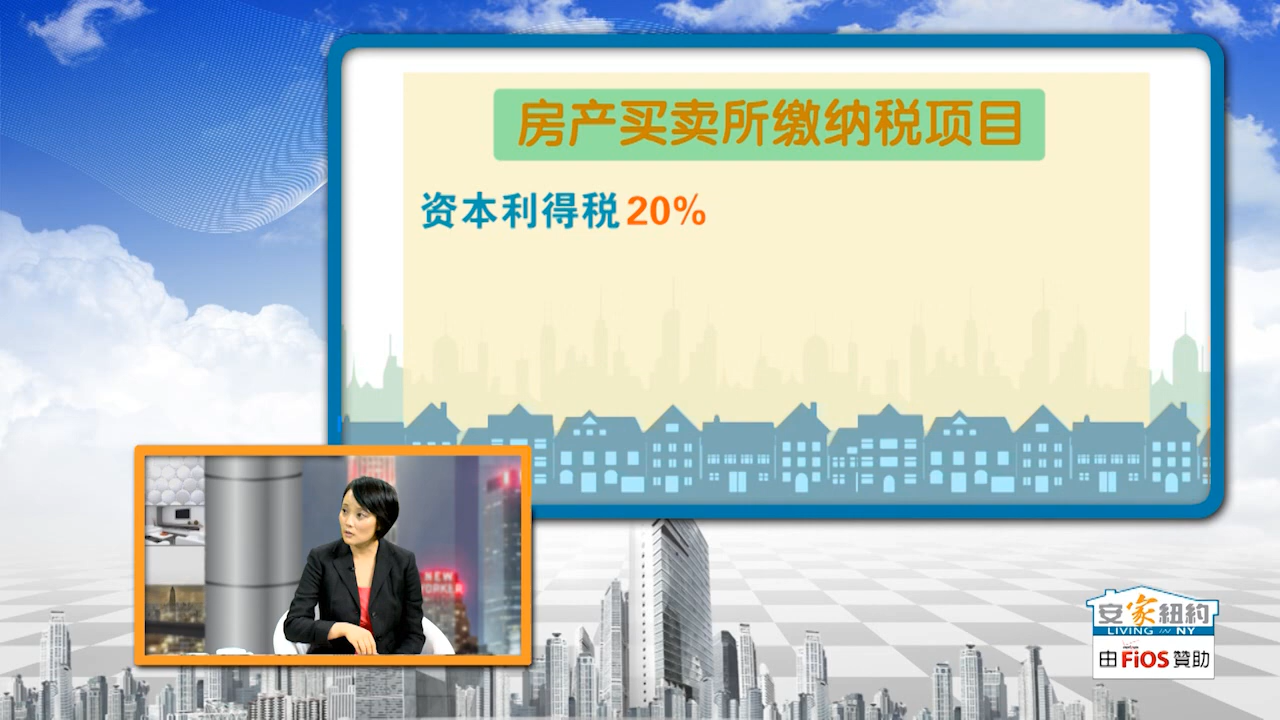 房产买卖所缴纳税项目
资本利得税 20%
NEW
YORKER
安家紐約
LIVING IN NY
由 FiOS 贊助